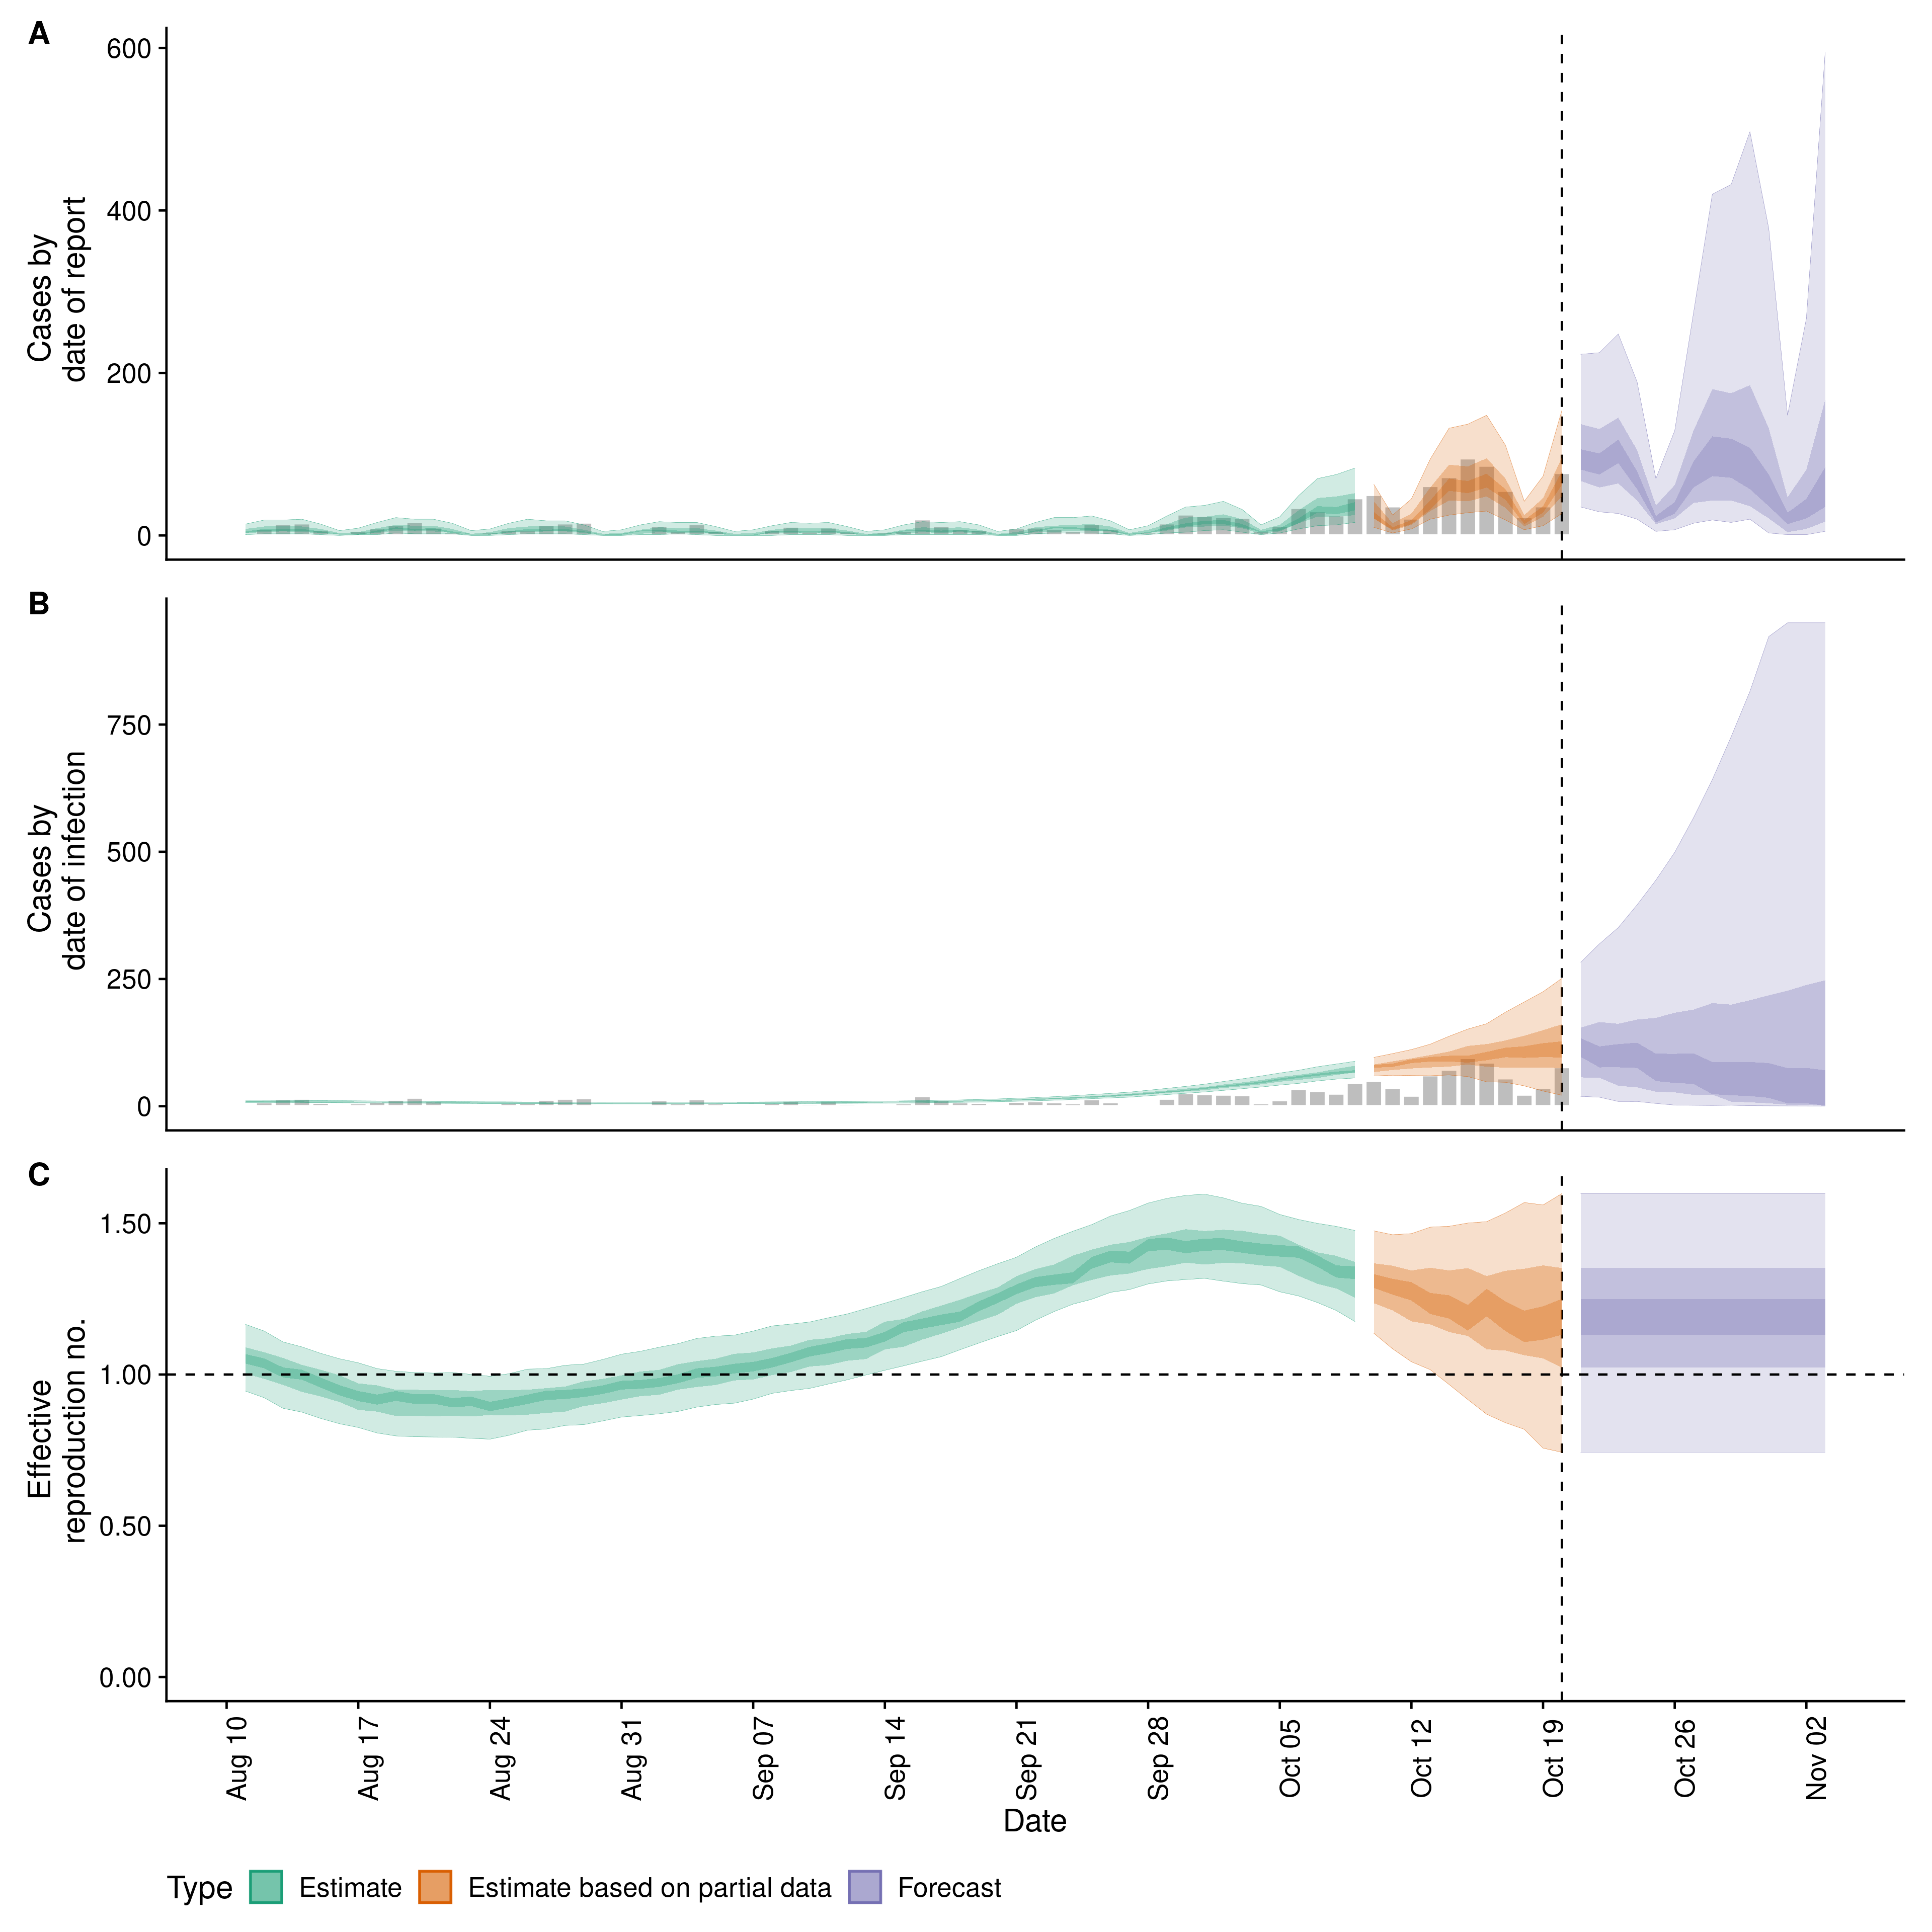 A
600
400
200
0
Cases by
date of report
B
750
500
250
0
Cases by
date of infection
C
1.50
1.00
0.50
0.00
Effective
reproduction no.
Aug 10
Aug 17
Aug 24
Aug 31
Sep 07
Sep 14
Sep 21
Sep 28
Oct 05
Oct 12
Oct 19
Oct 26
Nov 02
Date
Type Estimate Estimate based on partial data Forecast